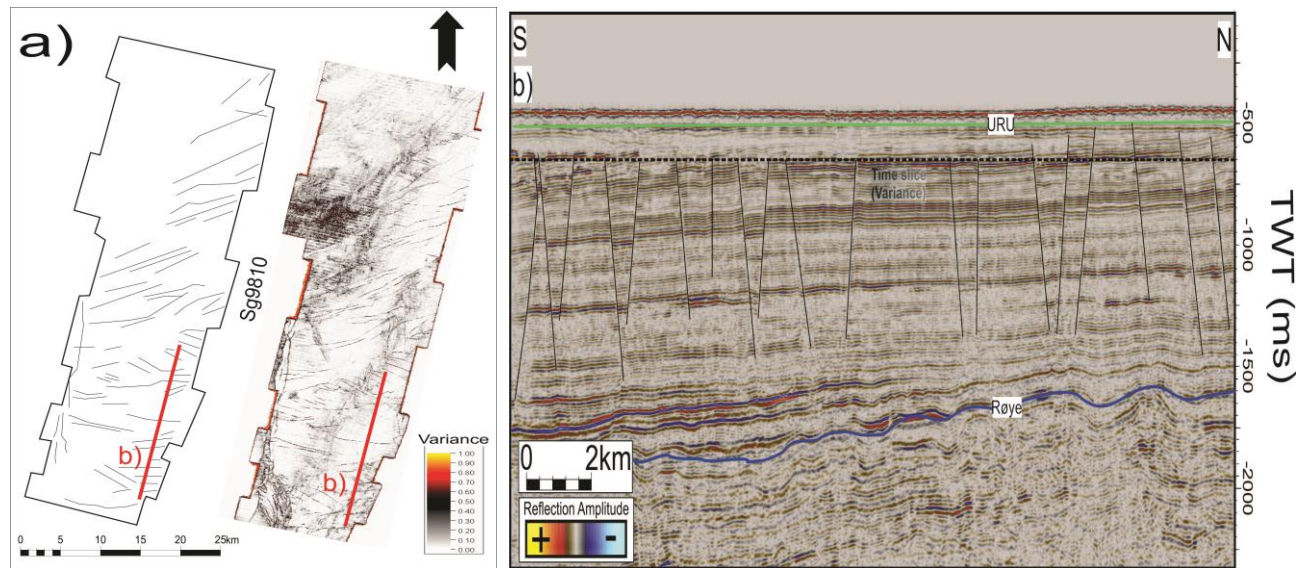 a)
Sg9810
b)
b)
Variance
1.00
0.90
0.80
0.70
0.60
0.50
0.40
0.30
0.20
0.10
0.00
0 5 10 15 20 25km
S
N
b)
URU
Time slice
(Variance)
Røye
0 2km
Reflection Amplitude
+ -
-500
-1000
-1500
-2000
TWT (ms)